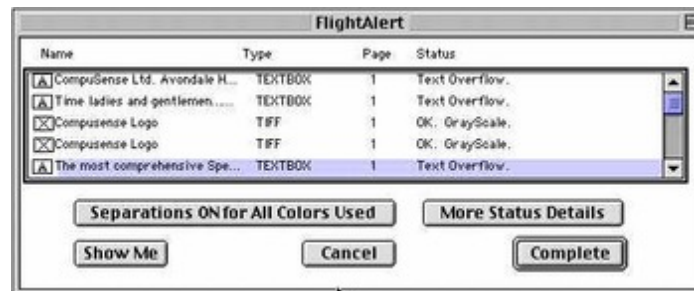 FlightAlert
Name Type Page Status
CompuSense Ltd. Avondale H... TEXTBOX 1 Text Overflow.
Time ladies and gentlemen...... TEXTBOX 1 Text Overflow.
Compusense Logo TIFF 1 OK. GrayScale.
Compusense Logo TIFF 1 OK. GrayScale.
The most comprehensive Spe... TEXTBOX 1 Text Overflow.
Separations ON for All Colors Used More Status Details
Show Me Cancel Complete